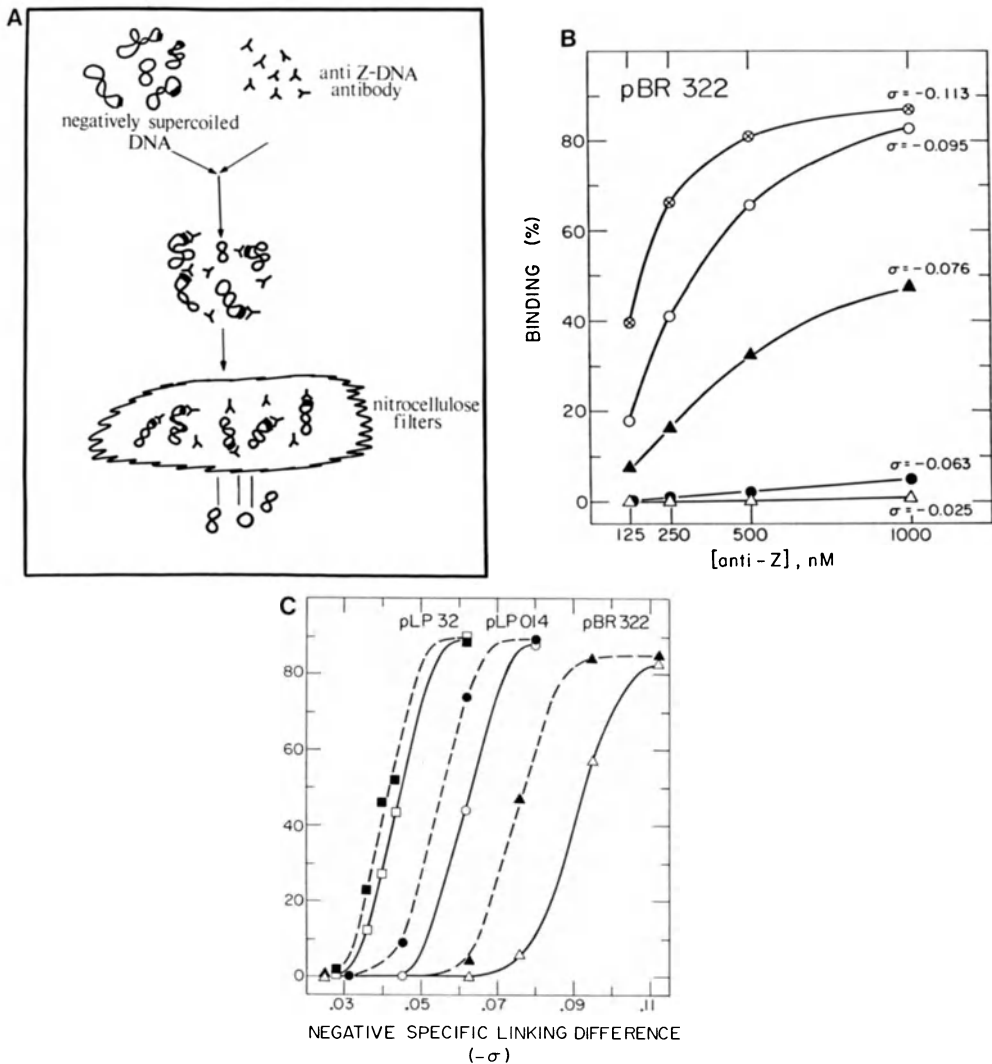 A
anti Z-DNA
antibody
negatively supercoiled
DNA
nitrocellulose
filters
B
pBR 322
σ=-0.113
σ=-0.095
σ=-0.076
σ=-0.063
σ=-0.025
80
60
40
20
0
BINDING (%)
125 250 500 1000
[anti-Z], nM
C
pLP 32 pLP 014 pBR 322
80
60
40
20
0
.03 .05 .07 .09 .11
NEGATIVE SPECIFIC LINKING DIFFERENCE
(-σ)